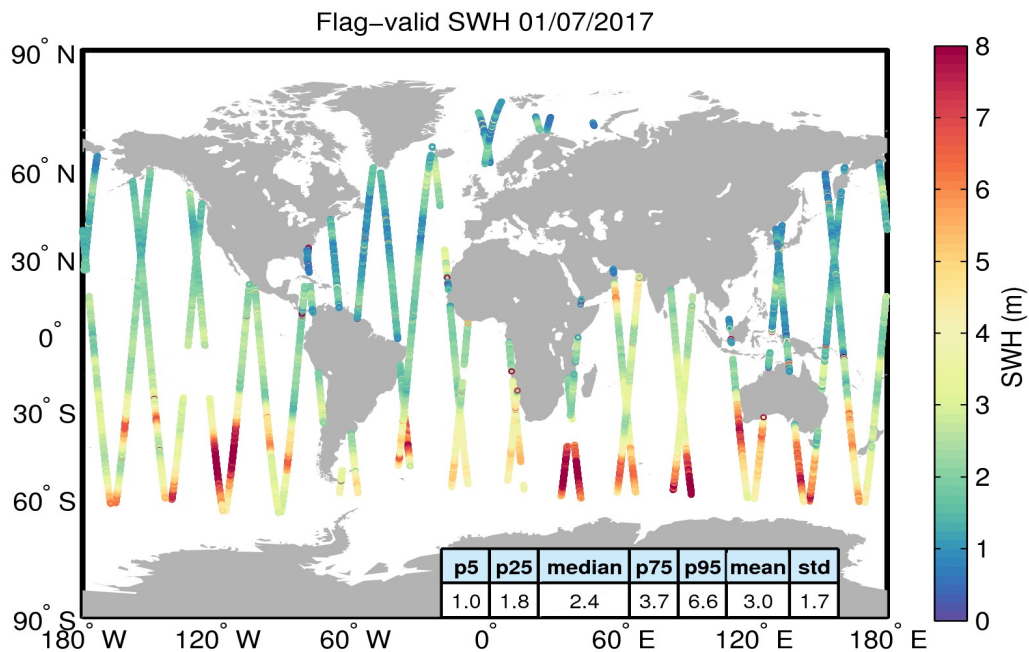 Flag−valid SWH 01/07/2017
90° N
60° N
30° N
0°
30° S
60° S
90° S
180° W
120° W
60° W
0°
60° E
120° E
180° E
p5 p25 median p75 p95 mean std
1.0 1.8 2.4 3.7 6.6 3.0 1.7
8
7
6
5
4
3
2
1
0
SWH (m)